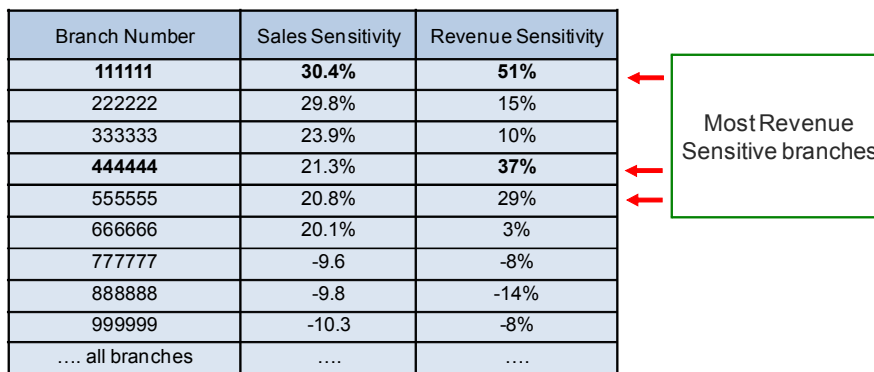 Branch Number Sales Sensitivity Revenue Sensitivity
111111 30.4% 51%
222222 29.8% 15%
333333 23.9% 10%
444444 21.3% 37%
555555 20.8% 29%
666666 20.1% 3%
777777 -9.6 -8%
888888 -9.8 -14%
999999 -10.3 -8%
.... all branches .... ....
Most Revenue
Sensitive branches